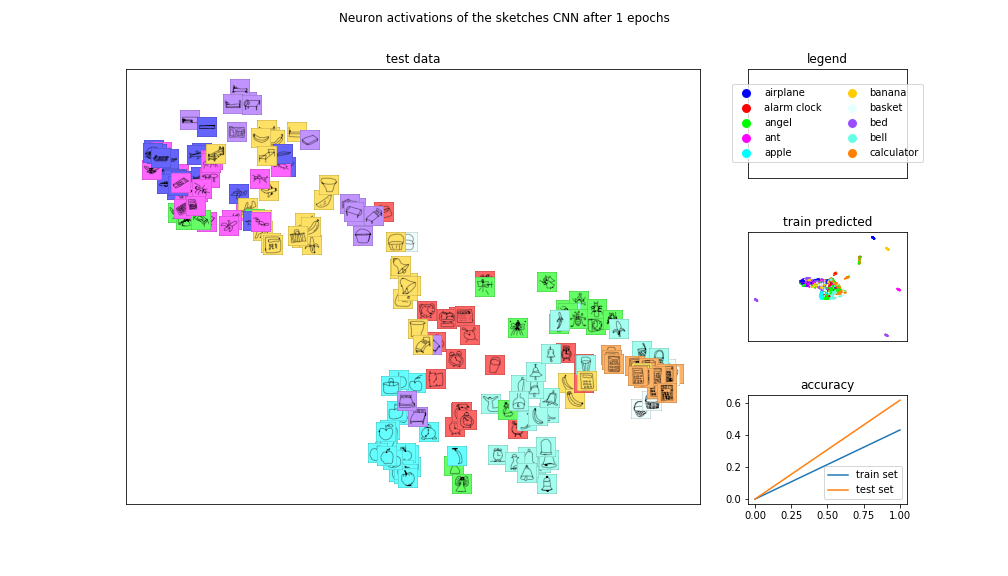 Neuron activations of the sketches CNN after 1 epochs
test data
legend
airplane
alarm clock
angel
ant
apple
banana
basket
bed
bell
calculator
train predicted
accuracy
0.6
0.4
0.2
0.0
train set
test set
0.00 0.25 0.50 0.75 1.00